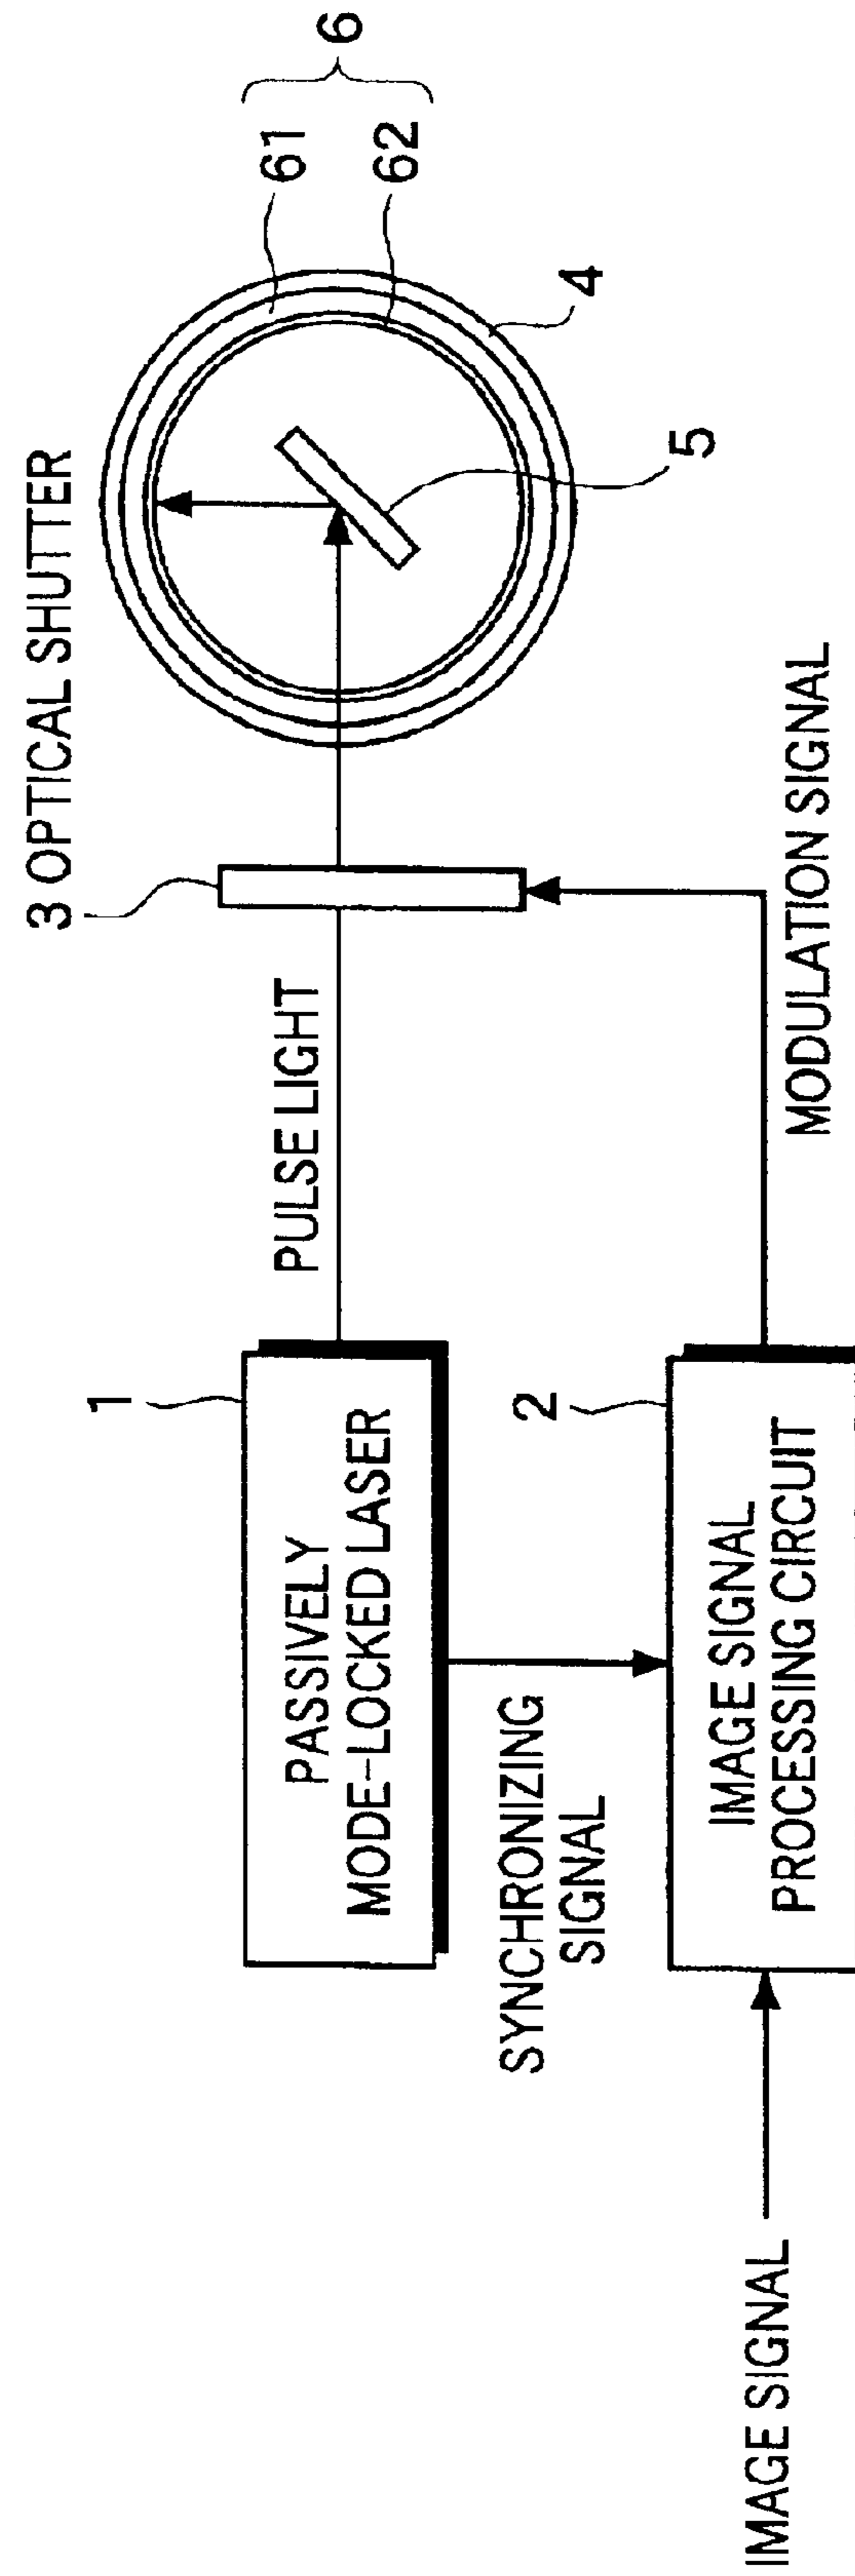 3 OPTICAL SHUTTER
6
61
62
4
5
PULSE LIGHT
MODULATION SIGNAL
1
PASSIVELY
MODE-LOCKED LASER
2
IMAGE SIGNAL
PROCESSING CIRCUIT
SYNCHRONIZING
SIGNAL
IMAGE SIGNAL